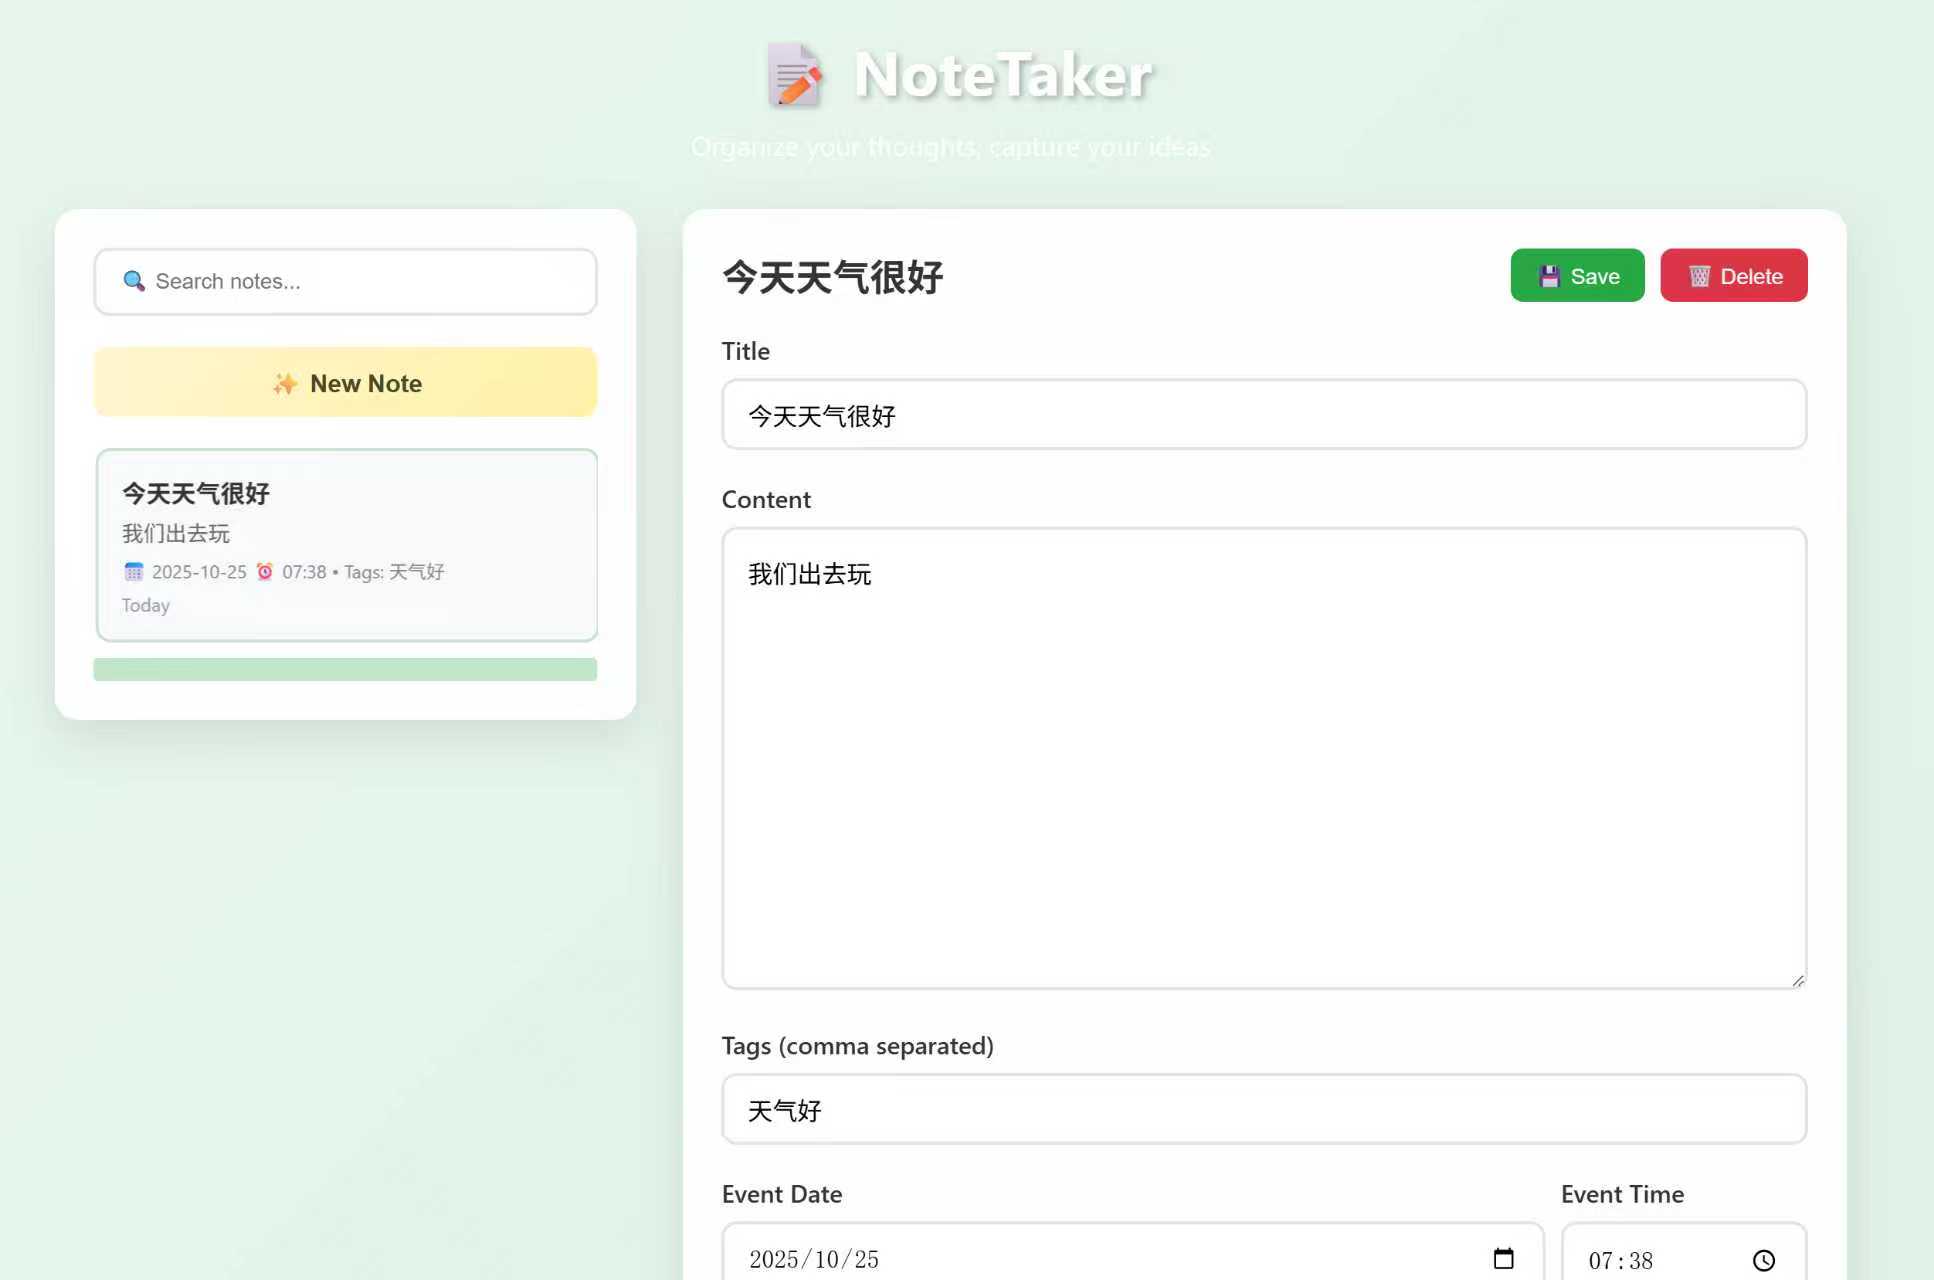 NoteTaker
Organize your thoughts, capture your ideas
Search notes...
New Note
今天天气很好
我们出去玩
2025-10-25 07:38 • Tags: 天气好
Today
今天天气很好
Save
Delete
Title
今天天气很好
Content
我们出去玩
Tags (comma separated)
天气好
Event Date
Event Time
2025/10/25
07:38